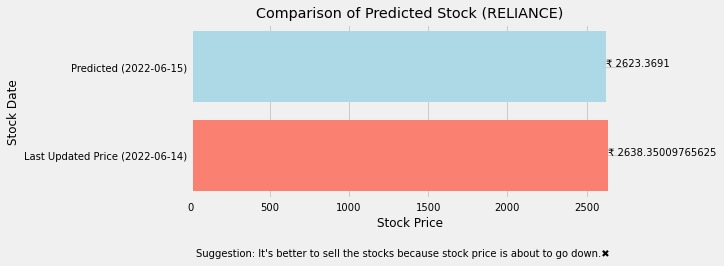 Comparison of Predicted Stock (RELIANCE)
Predicted (2022-06-15)
₹ 2623.3691
Stock Date
Last Updated Price (2022-06-14)
₹ 2638.35009765625
0 500 1000 1500 2000 2500
Stock Price
Suggestion: It's better to sell the stocks because stock price is about to go down.✖